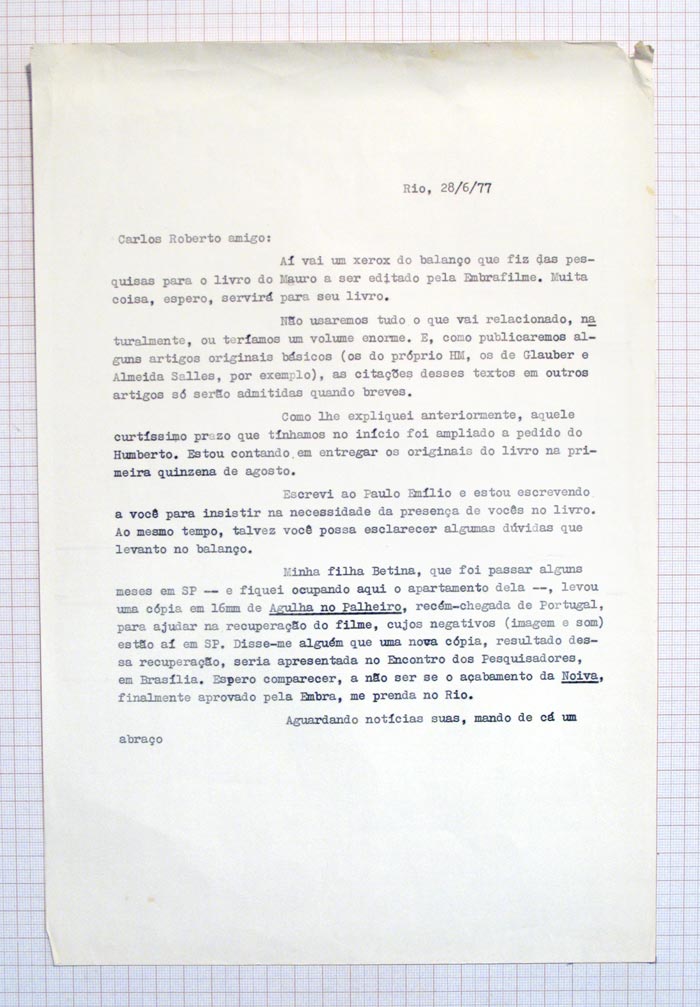 Rio, 28/6/77
Carlos Roberto amigo:
Aí vai um xerox do balanço que fiz das pes-
quisas para o livro do Mauro a ser editado pela Embrafilme. Muita
coisa, espero, servirá para seu livro.
Não usaremos tudo o que vai relacionado, na
turalmente, ou teríamos um volume enorme. E, como publicaremos al-
guns artigos originais básicos (os do próprio HM, os de Glauber e
Almeida Salles, por exemplo), as citações desses textos em outros
artigos só serão admitidas quando breves.
Como lhe expliquei anteriormente, aquele
curtíssimo prazo que tínhamos no início foi ampliado a pedido do
Humberto. Estou contando em entregar os originais do livro na pri-
meira quinzena de agosto.
Escrevi ao Paulo Emílio e estou escrevendo
a você para insistir na necessidade da presença de vocês no livro.
Ao mesmo tempo, talvez você possa esclarecer algumas dúvidas que
levanto no balanço.
Minha filha Betina, que foi passar alguns
meses em SP -- e fiquei ocupando aqui o apartamento dela --, levou
uma cópia em 16mm de Agulha no Palheiro, recém-chegada de Portugal,
para ajudar na recuperação do filme, cujos negativos (imagem e som)
estão aí em SP. Disse-me alguém que uma nova cópia, resultado des-
sa recuperação, seria apresentada no Encontro dos Pesquisadores,
em Brasília. Espero comparecer, a não ser se o açabamento da Noiva,
finalmente aprovado pela Embra, me prenda no Rio.
Aguardando notícias suas, mando de cá um
abraço